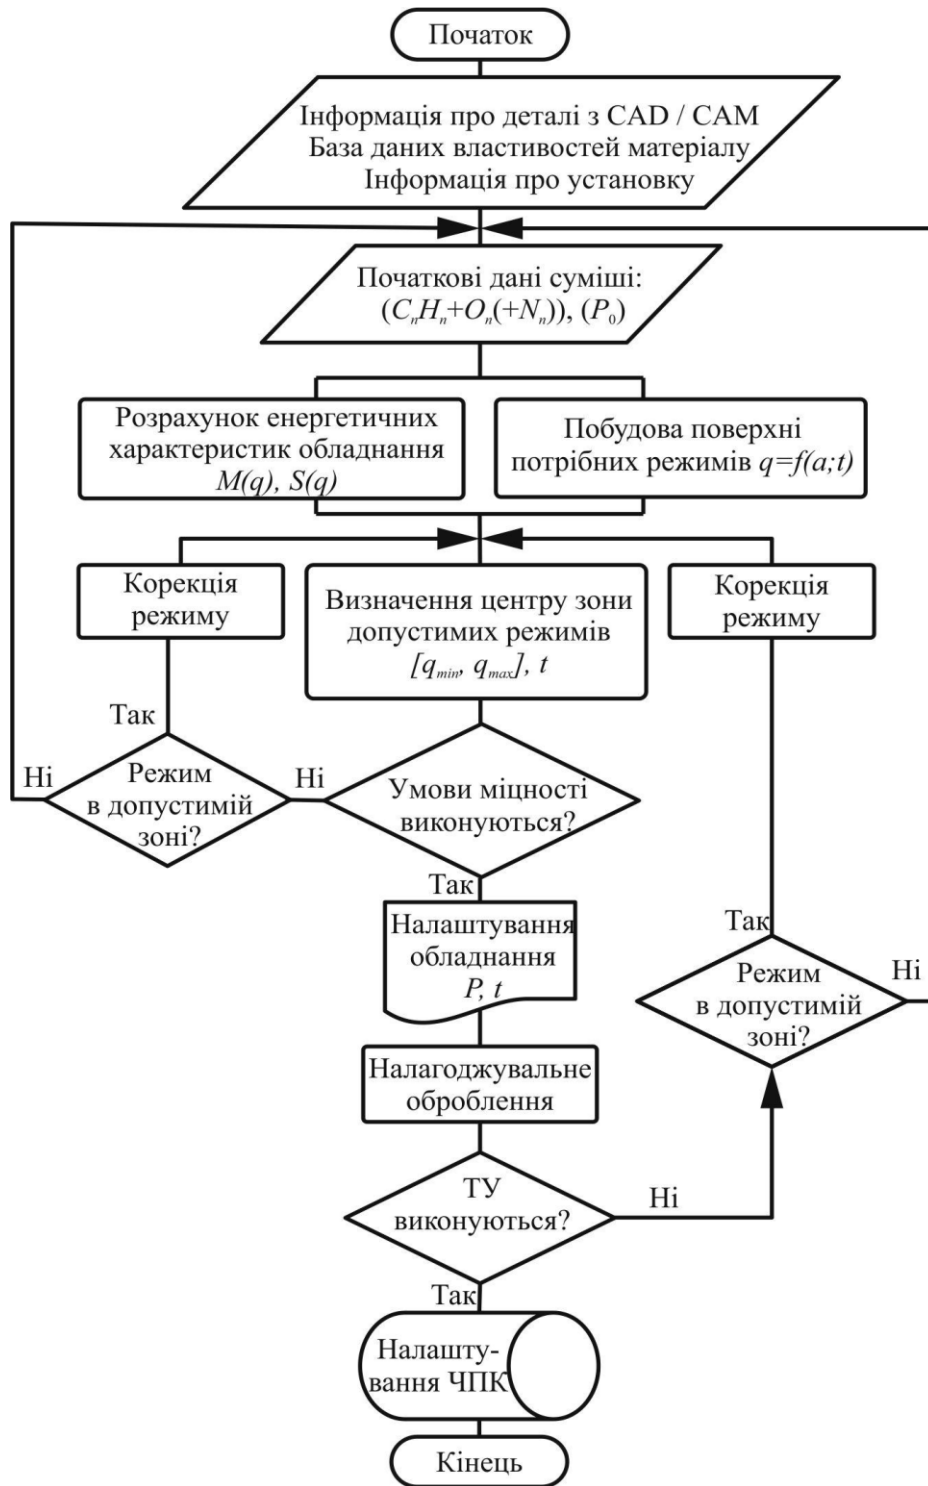 Початок
Інформація про деталі з CAD / CAM
База даних властивостей матеріалу
Інформація про установку
Початкові дані суміші:
(CₙHₙ+Oₙ(+Nₙ)), (P₀)
Розрахунок енергетичних
характеристик обладнання
M(q), S(q)
Побудова поверхні
потрібних режимів q=f(a;t)
Корекція
режиму
Визначення центру зони
допустимих режимів
[qmin, qmax], t
Корекція
режиму
Так
Ні
Режим
в допустимій
зоні?
Ні
Умови міцності
виконуються?
Так
Налаштування
обладнання
P, t
Так
Режим
в допустимій
зоні?
Ні
Налагоджувальне
оброблення
ТУ
виконуються?
Ні
Так
Налашту-
вання ЧПК
Кінець